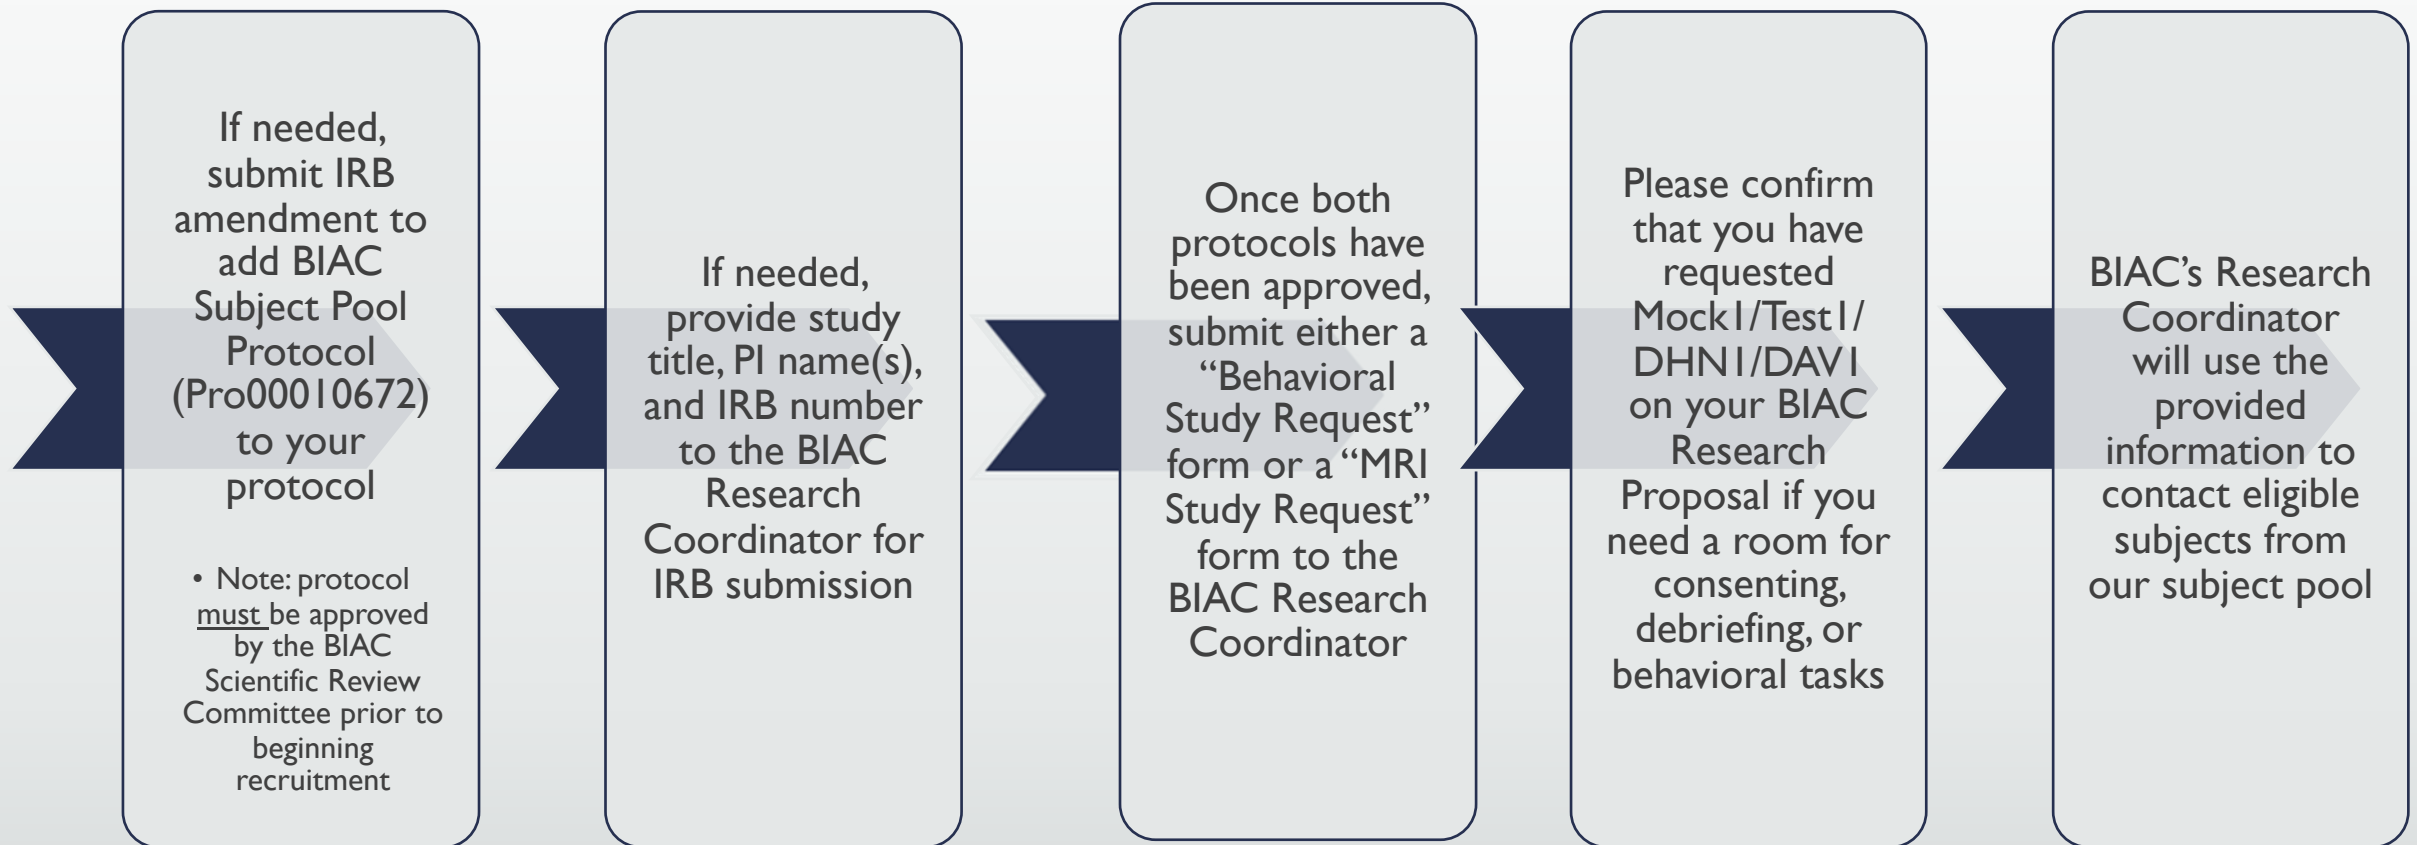 If needed,
submit IRB
amendment to
add BIAC
Subject Pool
Protocol
(Pro00010672)
to your
protocol
• Note: protocol
must be approved
by the BIAC
Scientific Review
Committee prior to
beginning
recruitment
If needed,
provide study
title, PI name(s),
and IRB number
to the BIAC
Research
Coordinator for
IRB submission
Once both
protocols have
been approved,
submit either a
“Behavioral
Study Request”
form or a “MRI
Study Request”
form to the
BIAC Research
Coordinator
Please confirm
that you have
requested
Mock1/Test1/
DHN1/DAV1
on your BIAC
Research
Proposal if you
need a room for
consenting,
debriefing, or
behavioral tasks
BIAC’s Research
Coordinator
will use the
provided
information to
contact eligible
subjects from
our subject pool